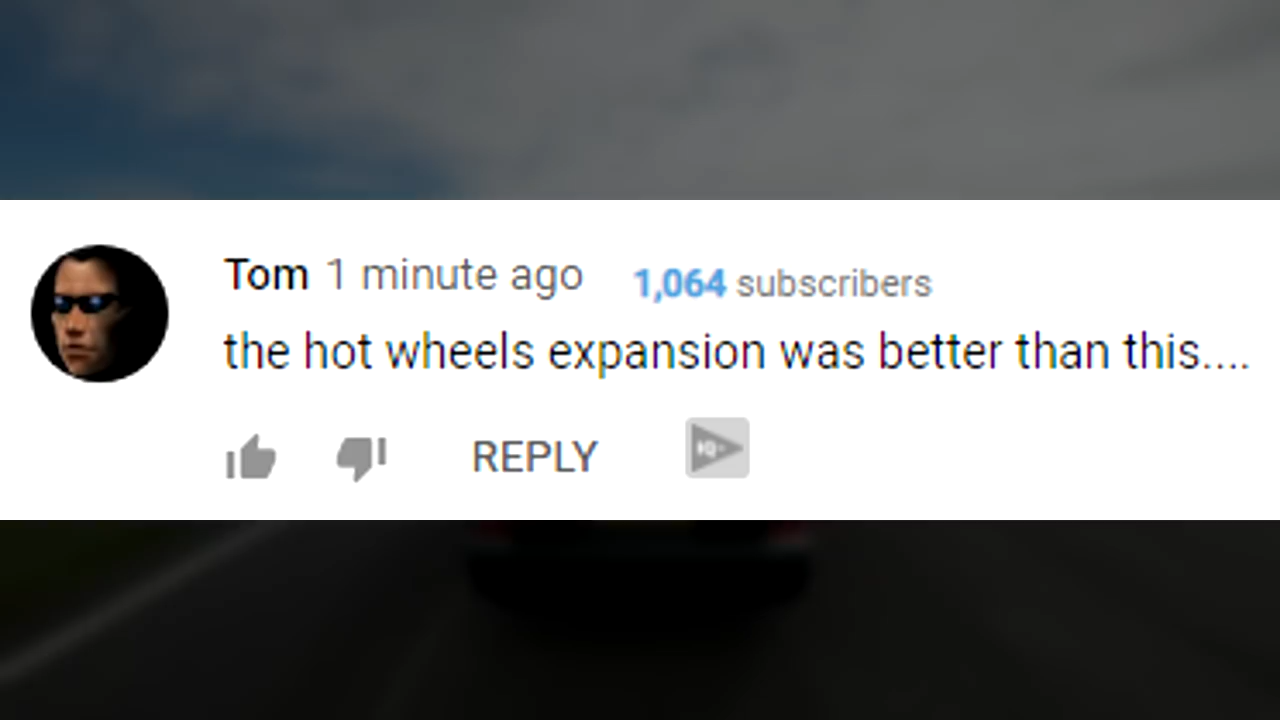 Tom 1 minute ago 1,064 subscribers
the hot wheels expansion was better than this....
REPLY